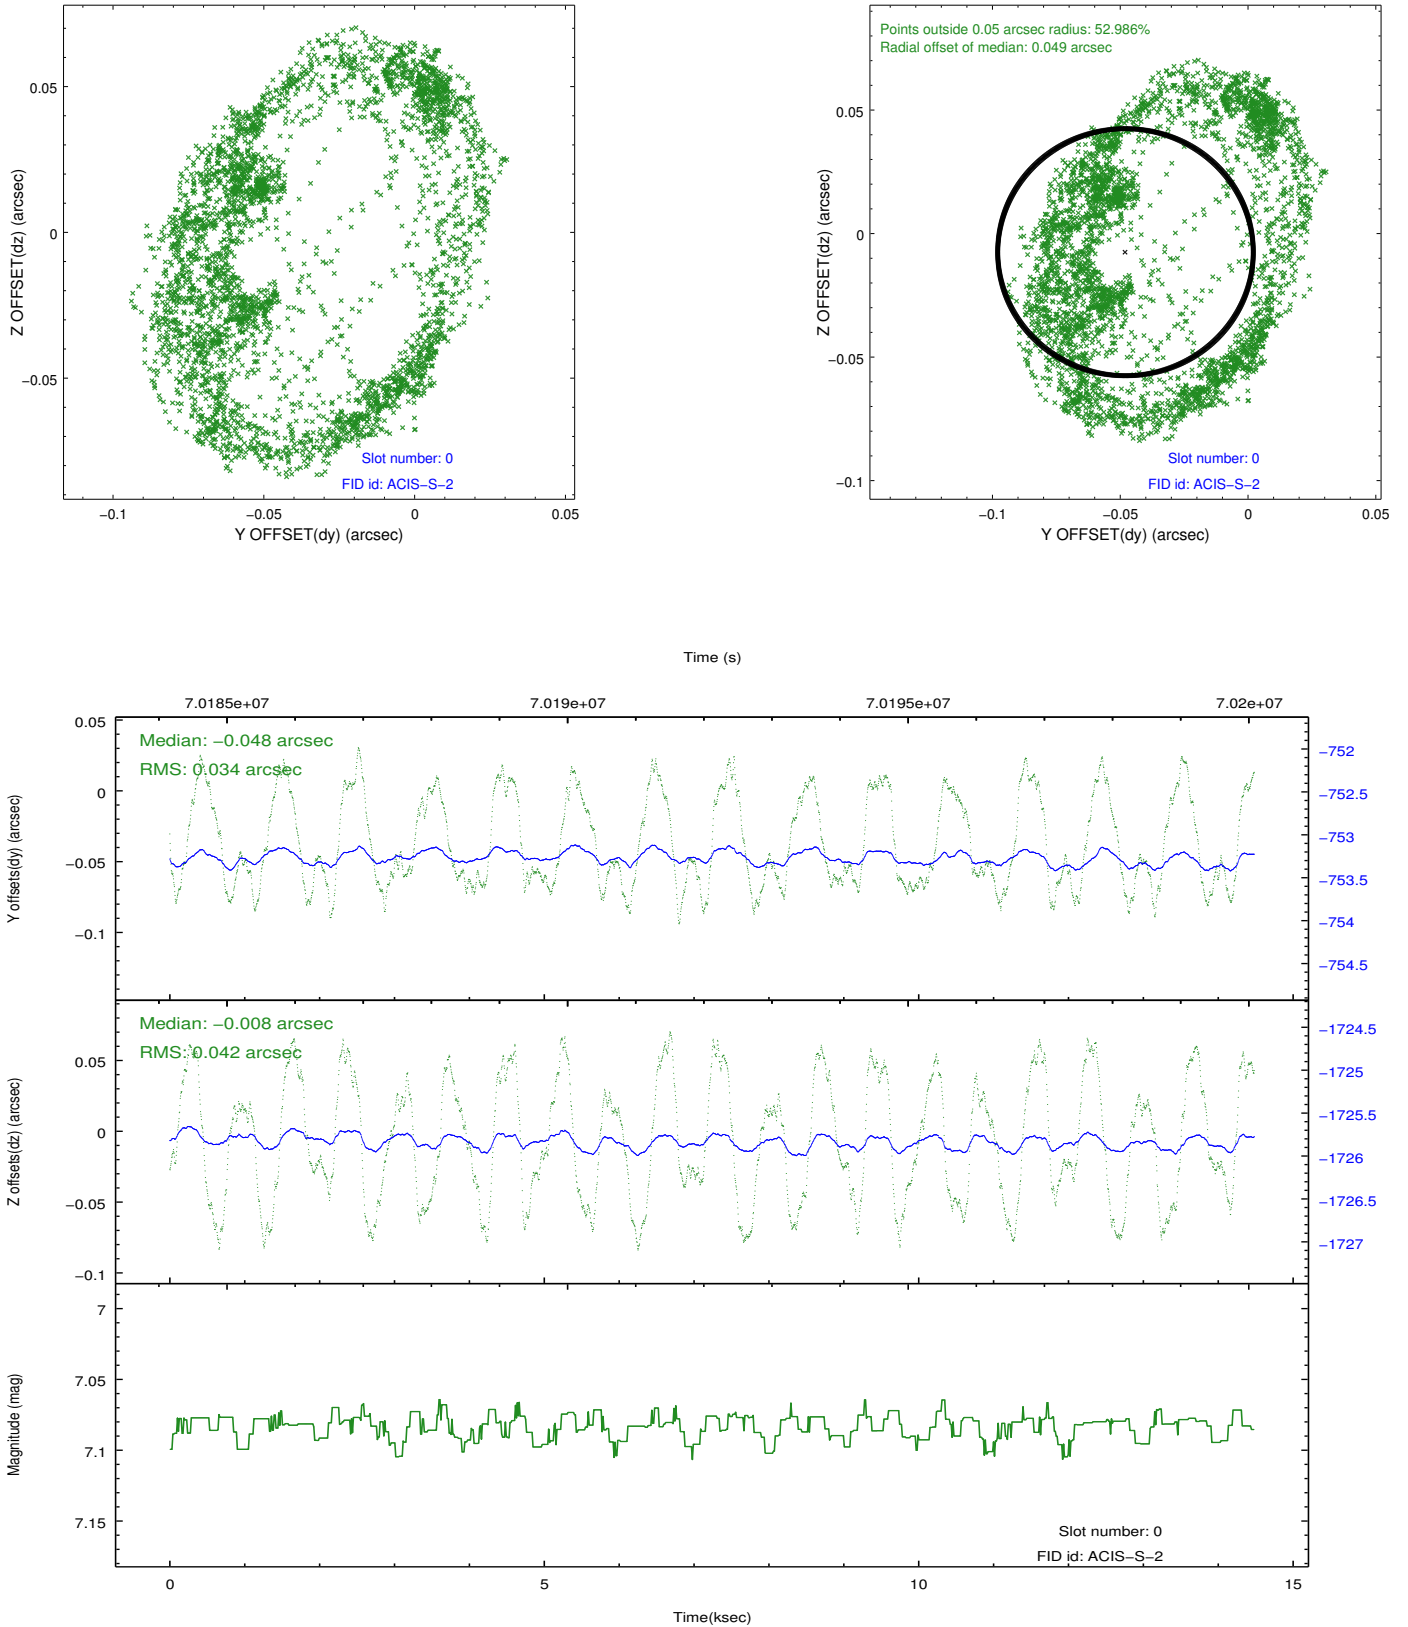 0.05
0
−0.05
Z OFFSET(dz) (arcsec)
Slot number: 0
FID id: ACIS−S−2
−0.1
−0.05
0
0.05
Y OFFSET(dy) (arcsec)
Points outside 0.05 arcsec radius: 52.986%
Radial offset of median: 0.049 arcsec
0.05
0
−0.05
−0.1
Z OFFSET(dz) (arcsec)
Slot number: 0
FID id: ACIS−S−2
−0.1
−0.05
0
0.05
Y OFFSET(dy) (arcsec)
Time (s)
7.0185e+07
7.019e+07
7.0195e+07
7.02e+07
Median: −0.048 arcsec
RMS: 0.034 arcsec
0.05
0
−0.05
−0.1
Y offsets(dy) (arcsec)
−752
−752.5
−753
−753.5
−754
−754.5
Median: −0.008 arcsec
RMS: 0.042 arcsec
0.05
0
−0.05
−0.1
Z offsets(dz) (arcsec)
−1724.5
−1725
−1725.5
−1726
−1726.5
−1727
7
7.05
7.1
7.15
Magnitude (mag)
Slot number: 0
FID id: ACIS−S−2
0
5
10
15
Time(ksec)